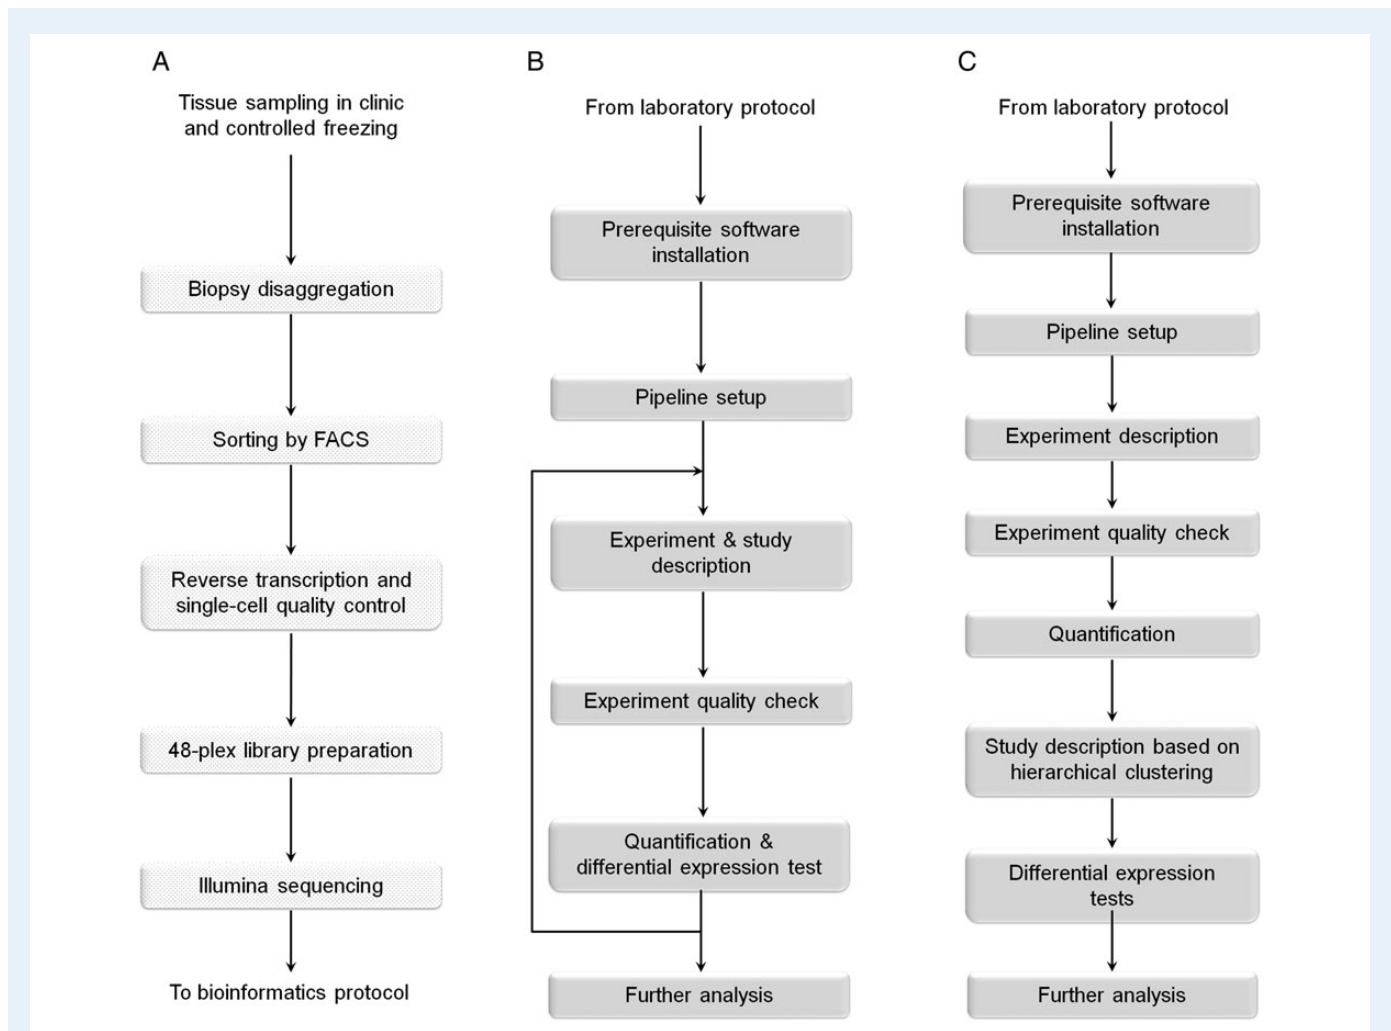 A
Tissue sampling in clinic
and controlled freezing
Biopsy disaggregation
Sorting by FACS
Reverse transcription and
single-cell quality control
48-plex library preparation
Illumina sequencing
To bioinformatics protocol
B
From laboratory protocol
Prerequisite software
installation
Pipeline setup
Experiment & study
description
Experiment quality check
Quantification &
differential expression test
Further analysis
C
From laboratory protocol
Prerequisite software
installation
Pipeline setup
Experiment description
Experiment quality check
Quantification
Study description based on
hierarchical clustering
Differential expression
tests
Further analysis